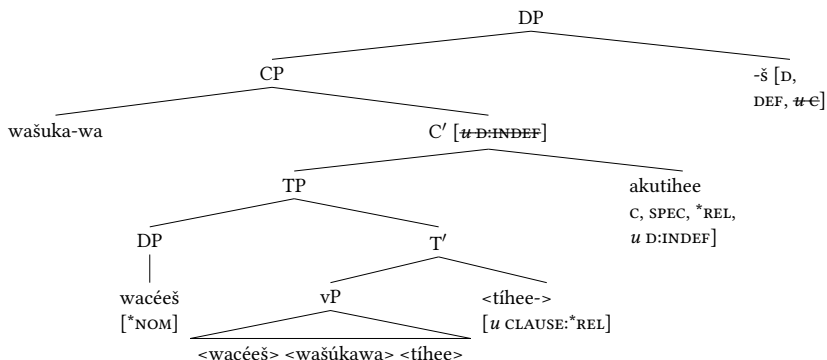 DP
CP
-š [D,
DEF, u C]
wašuka-wa
C′ [u D:INDEF]
TP
akutihee
C, SPEC, *REL,
u D:INDEF]
DP
T′
wacéeš
[*NOM]
vP
<tíhee->
[u CLAUSE:*REL]
<wacéeš> <wašúkawa> <tíhee>